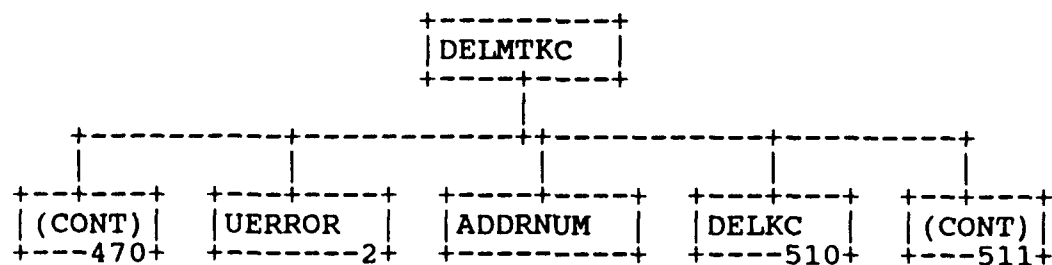 DELMTKC
(CONT) UERROR ADDRNUM DELKC (CONT)
470 2 510 511